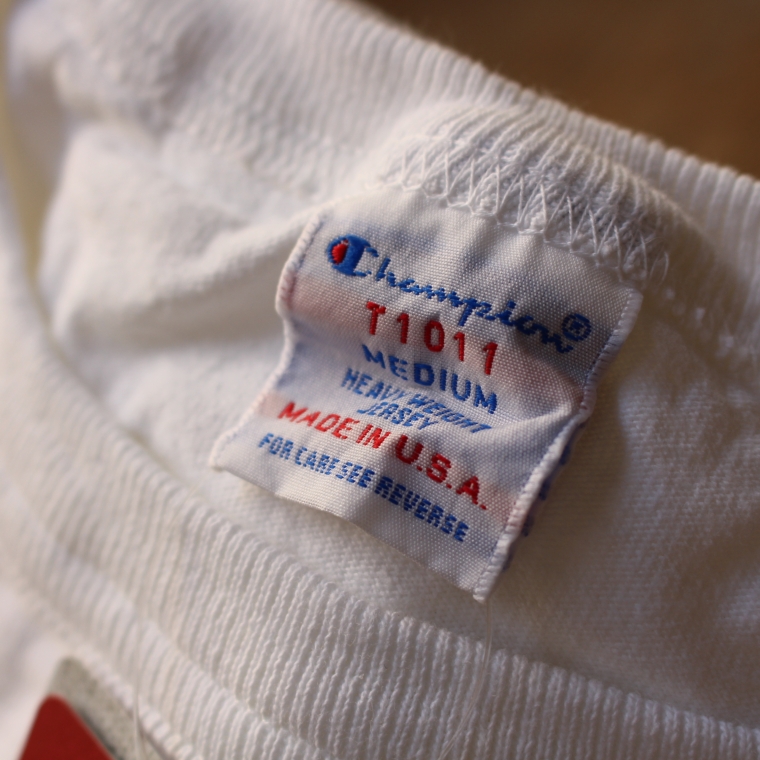 Champion®
T1011
MEDIUM
HEAVY WEIGHT
JERSEY
MADE IN U.S.A.
FOR CARE SEE REVERSE